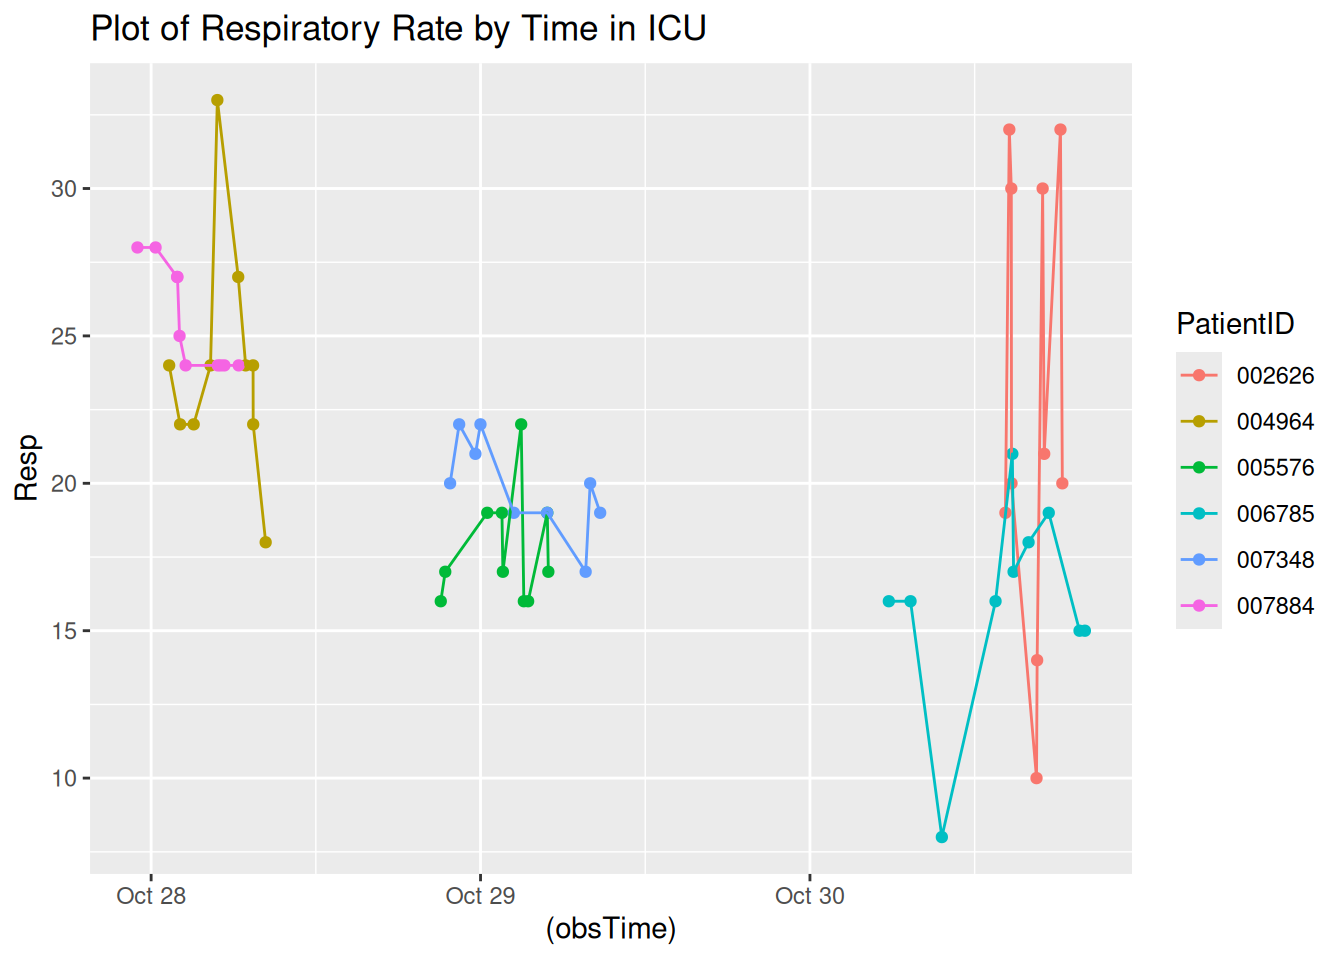 Plot of Respiratory Rate by Time in ICU
Resp
30
25
20
15
10
Oct 28
Oct 29
Oct 30
(obsTime)
PatientID
002626
004964
005576
006785
007348
007884